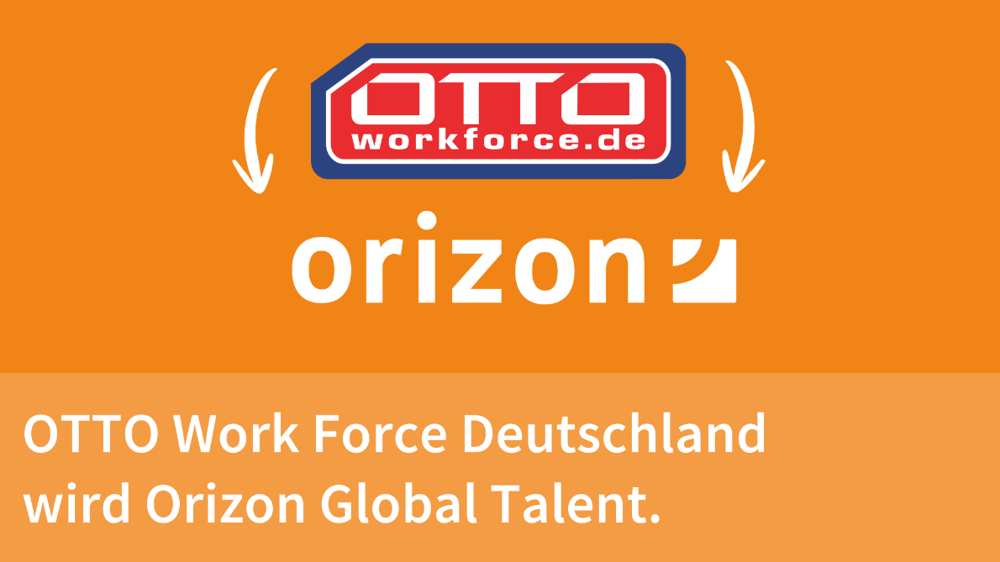 OTTO
workforce.de
orizon
OTTO Work Force Deutschland
wird Orizon Global Talent.